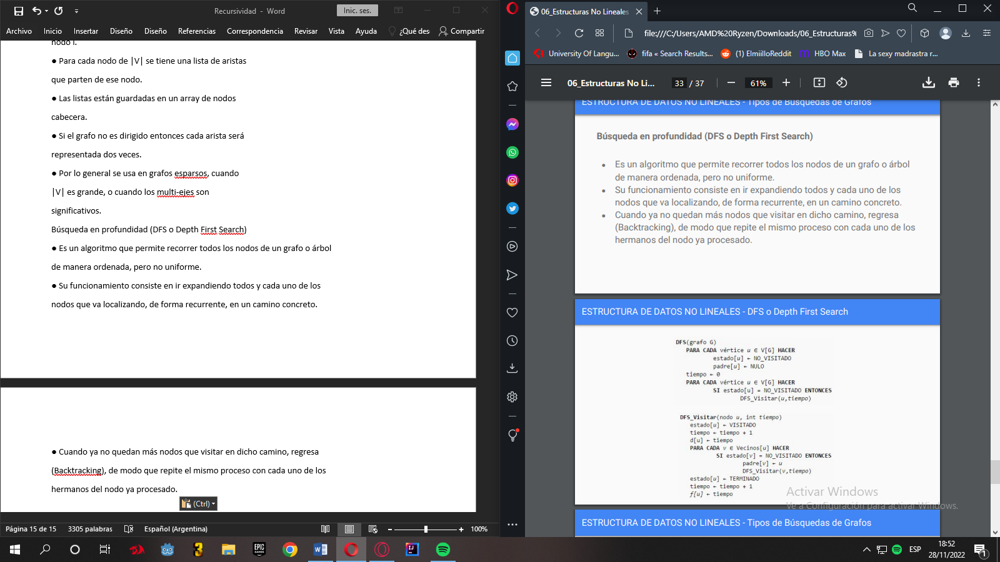 Recursividad - Word
Inic. ses.
Archivo Inicio Insertar Diseño Diseño Referencias Correspondencia Revisar Vista Ayuda ¿Qué des Compartir
nodo i.
● Para cada nodo de |V| se tiene una lista de aristas
que parten de ese nodo.
● Las listas están guardadas en un array de nodos
cabecera.
● Si el grafo no es dirigido entonces cada arista será
representada dos veces.
● Por lo general se usa en grafos esparsos, cuando
|V| es grande, o cuando los multi-ejes son
significativos.
Búsqueda en profundidad (DFS o Depth First Search)
● Es un algoritmo que permite recorrer todos los nodos de un grafo o árbol
de manera ordenada, pero no uniforme.
● Su funcionamiento consiste en ir expandiendo todos y cada uno de los
nodos que va localizando, de forma recurrente, en un camino concreto.
● Cuando ya no quedan más nodos que visitar en dicho camino, regresa
(Backtracking), de modo que repite el mismo proceso con cada uno de los
hermanos del nodo ya procesado.
(Ctrl)
Página 15 de 15 3305 palabras Español (Argentina) 100%
06_Estructuras No Lineales
file:///C:/Users/AMD%20Ryzen/Downloads/06_Estructuras%
University Of Langu... fifa « Search Results... (1) ElmiilloReddit HBO Max La sexy madrastra r...
06_Estructuras No Li... 33 / 37 61%
ESTRUCTURA DE DATOS NO LINEALES - Tipos de Búsquedas de Grafos
Búsqueda en profundidad (DFS o Depth First Search)
● Es un algoritmo que permite recorrer todos los nodos de un grafo o árbol
de manera ordenada, pero no uniforme.
● Su funcionamiento consiste en ir expandiendo todos y cada uno de los
nodos que va localizando, de forma recurrente, en un camino concreto.
● Cuando ya no quedan más nodos que visitar en dicho camino, regresa
(Backtracking), de modo que repite el mismo proceso con cada uno de los
hermanos del nodo ya procesado.
ESTRUCTURA DE DATOS NO LINEALES - DFS o Depth First Search
DFS(grafo G)
PARA CADA vértice u ∈ V[G] HACER
estado[u] ← NO_VISITADO
padre[u] ← NULO
tiempo ← 0
PARA CADA vértice u ∈ V[G] HACER
SI estado[u] = NO_VISITADO ENTONCES
DFS_Visitar(u,tiempo)
DFS_Visitar(nodo u, int tiempo)
estado[u] ← VISITADO
tiempo ← tiempo + 1
d[u] ← tiempo
PARA CADA v ∈ Vecinos[u] HACER
SI estado[v] = NO_VISITADO ENTONCES
padre[v] ← u
DFS_Visitar(v,tiempo)
estado[u] ← TERMINADO
tiempo ← tiempo + 1
f[u] ← tiempo
Activar Windows
Ve a Configuración para activar Windows.
ESTRUCTURA DE DATOS NO LINEALES - Tipos de Búsquedas de Grafos
3
EPIC GAMES
W
IJ
ESP
18:52
28/11/2022
1